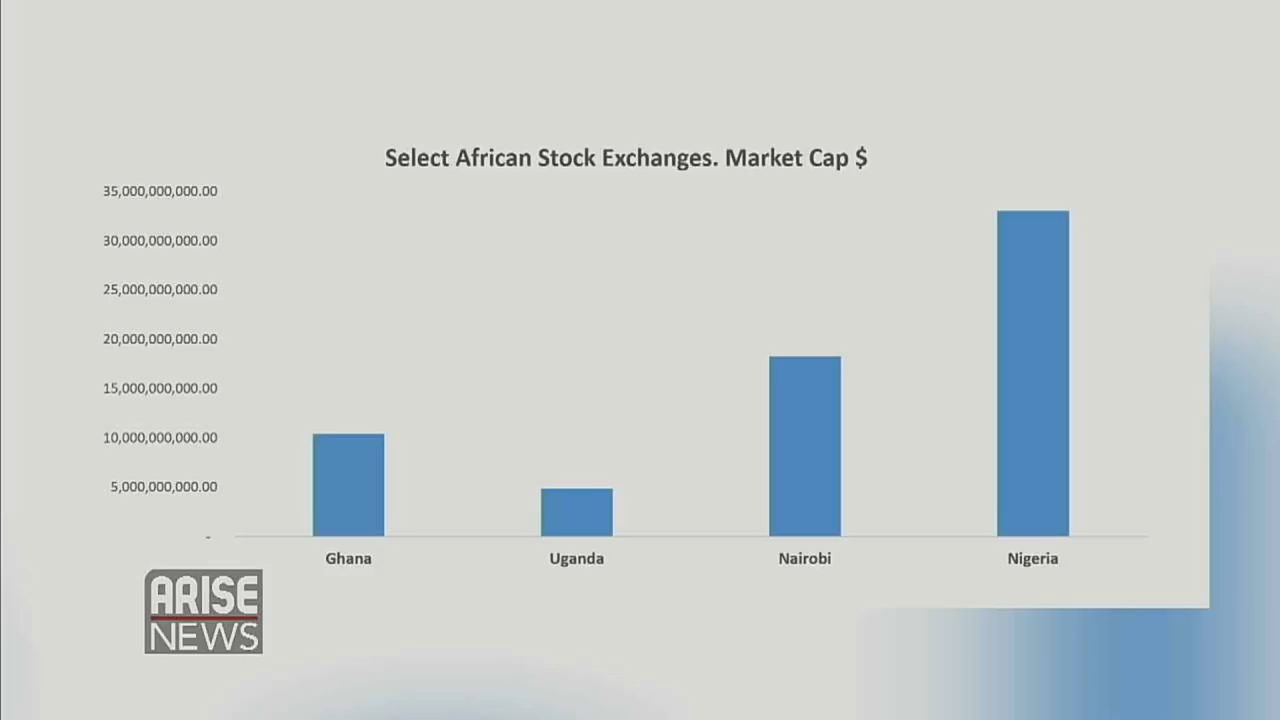 Select African Stock Exchanges. Market Cap $
35,000,000,000.00
30,000,000,000.00
25,000,000,000.00
20,000,000,000.00
15,000,000,000.00
10,000,000,000.00
5,000,000,000.00
-
Ghana Uganda Nairobi Nigeria
ARISE
NEWS